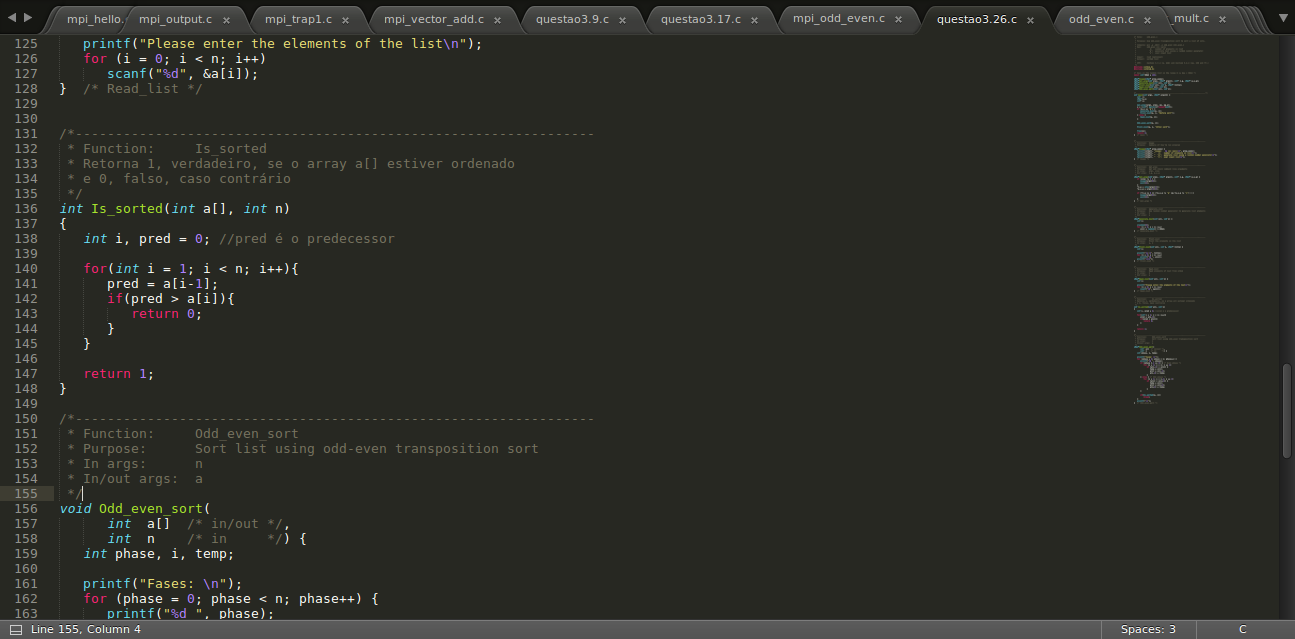 mpi_hello. mpi_output.c × mpi_trap1.c × mpi_vector_add.c × questao3.9.c × questao3.17.c × mpi_odd_even.c × questao3.26.c × odd_even.c × _mult.c ×
125 printf("Please enter the elements of the list\n");
126 for (i = 0; i < n; i++)
127 scanf("%d", &a[i]);
128 } /* Read_list */
129
130
131 /*-----------------------------------------------------------------
132 * Function: Is_sorted
133 * Retorna 1, verdadeiro, se o array a[] estiver ordenado
134 * e 0, falso, caso contrário
135 */
136 int Is_sorted(int a[], int n)
137 {
138 int i, pred = 0; //pred é o predecessor
139
140 for(int i = 1; i < n; i++){
141 pred = a[i-1];
142 if(pred > a[i]){
143 return 0;
144 }
145 }
146
147 return 1;
148 }
149
150 /*-----------------------------------------------------------------
151 * Function: Odd_even_sort
152 * Purpose: Sort list using odd-even transposition sort
153 * In args: n
154 * In/out args: a
155 */
156 void Odd_even_sort(
157 int a[] /* in/out */,
158 int n /* in */) {
159 int phase, i, temp;
160
161 printf("Fases: \n");
162 for (phase = 0; phase < n; phase++) {
163 printf("%d ", phase);
Line 155, Column 4 Spaces: 3 C